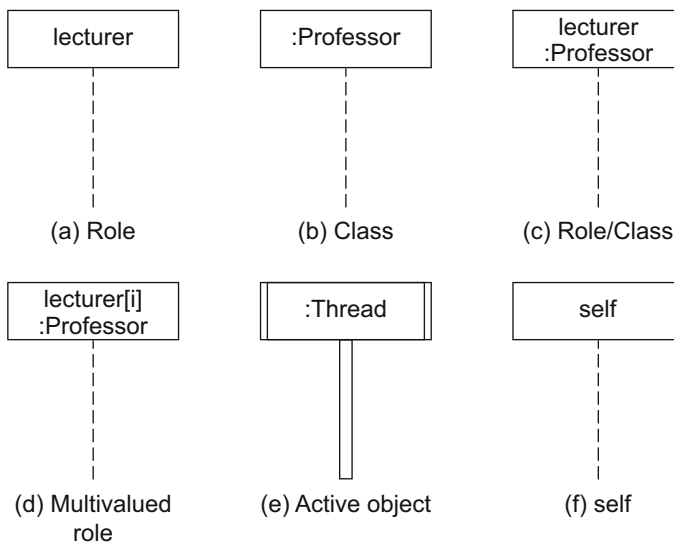 lecturer
:Professor
lecturer
:Professor
(a) Role
(b) Class
(c) Role/Class
lecturer[i]
:Professor
:Thread
self
(d) Multivalued
role
(e) Active object
(f) self